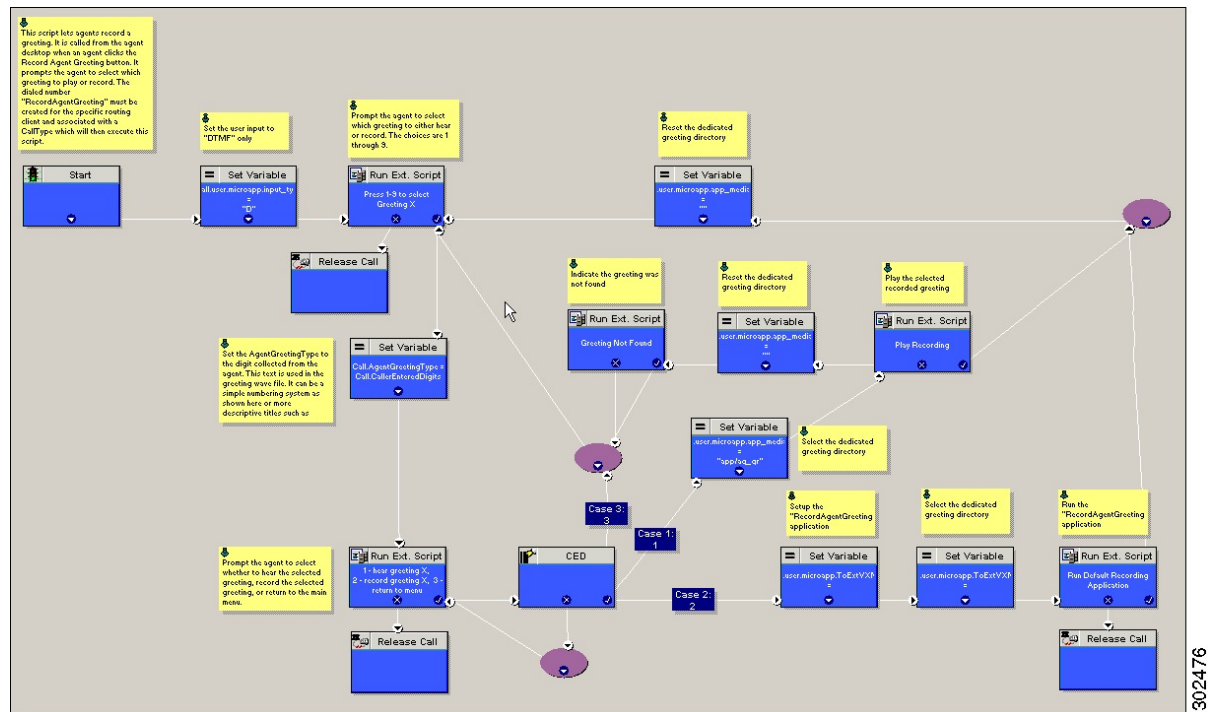 This script lets agents record a
greeting. It is called from the agent
desktop when an agent clicks the
Record Agent Greeting button. It
prompts the agent to select which
greeting to play or record. The
dialed number
"RecordAgentGreeting" must be
created for the specific routing
client and associated with a
CallType which will then execute this
script.
Set the user input to
"DTMF" only
Prompt the agent to select
which greeting to either hear
or record. The choices are 1
through 9.
Reset the dedicated
greeting directory
Start
= Set Variable
all.user.microapp.input_ty
=
"D"
Run Ext. Script
Press 1-9 to select
Greeting X
= Set Variable
.user.microapp.app_medi
=
""
Release Call
Indicate the greeting was
not found
Reset the dedicated
greeting directory
Play the selected
recorded greeting
Run Ext. Script
Greeting Not Found
= Set Variable
.user.microapp.app_medi
=
""
Run Ext. Script
Play Recording
Set the AgentGreetingType to
the digit collected from the
agent. This text is used in the
greeting wave file. It can be a
simple numbering system as
shown here or more
descriptive titles such as
= Set Variable
Call.AgentGreetingType =
Call.CallerEnteredDigits
= Set Variable
.user.microapp.app_medi
=
"app/ag_gr"
Select the dedicated
greeting directory
Case 3:
3
Case 1:
1
Setup the
"RecordAgentGreeting
application
Select the dedicated
greeting directory
Run the
"RecordAgentGreeting
application
Prompt the agent to select
whether to hear the selected
greeting, record the selected
greeting, or return to the main
menu.
Run Ext. Script
1 - hear greeting X,
2 - record greeting X, 3 -
return to menu
CED
Case 2:
2
= Set Variable
.user.microapp.ToExtVXM
=
= Set Variable
.user.microapp.ToExtVXM
=
Run Ext. Script
Run Default Recording
Application
Release Call
Release Call
302476